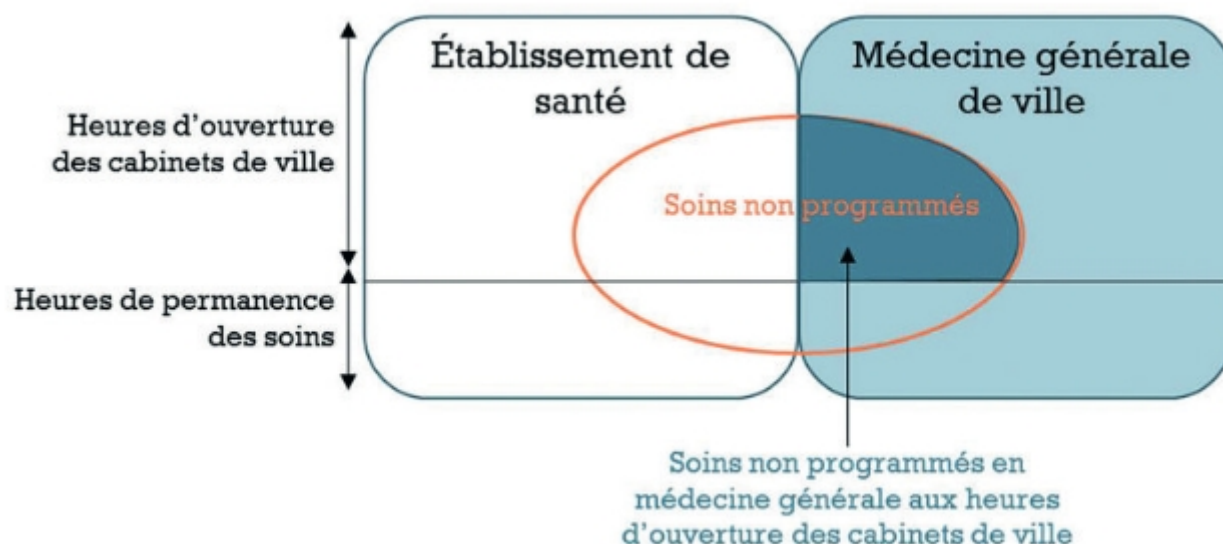 Établissement de
santé
Médecine générale
de ville
Heures d’ouverture
des cabinets de ville
Soins non programmés
Heures de permanence
des soins
Soins non programmés en
médecine générale aux heures
d’ouverture des cabinets de ville